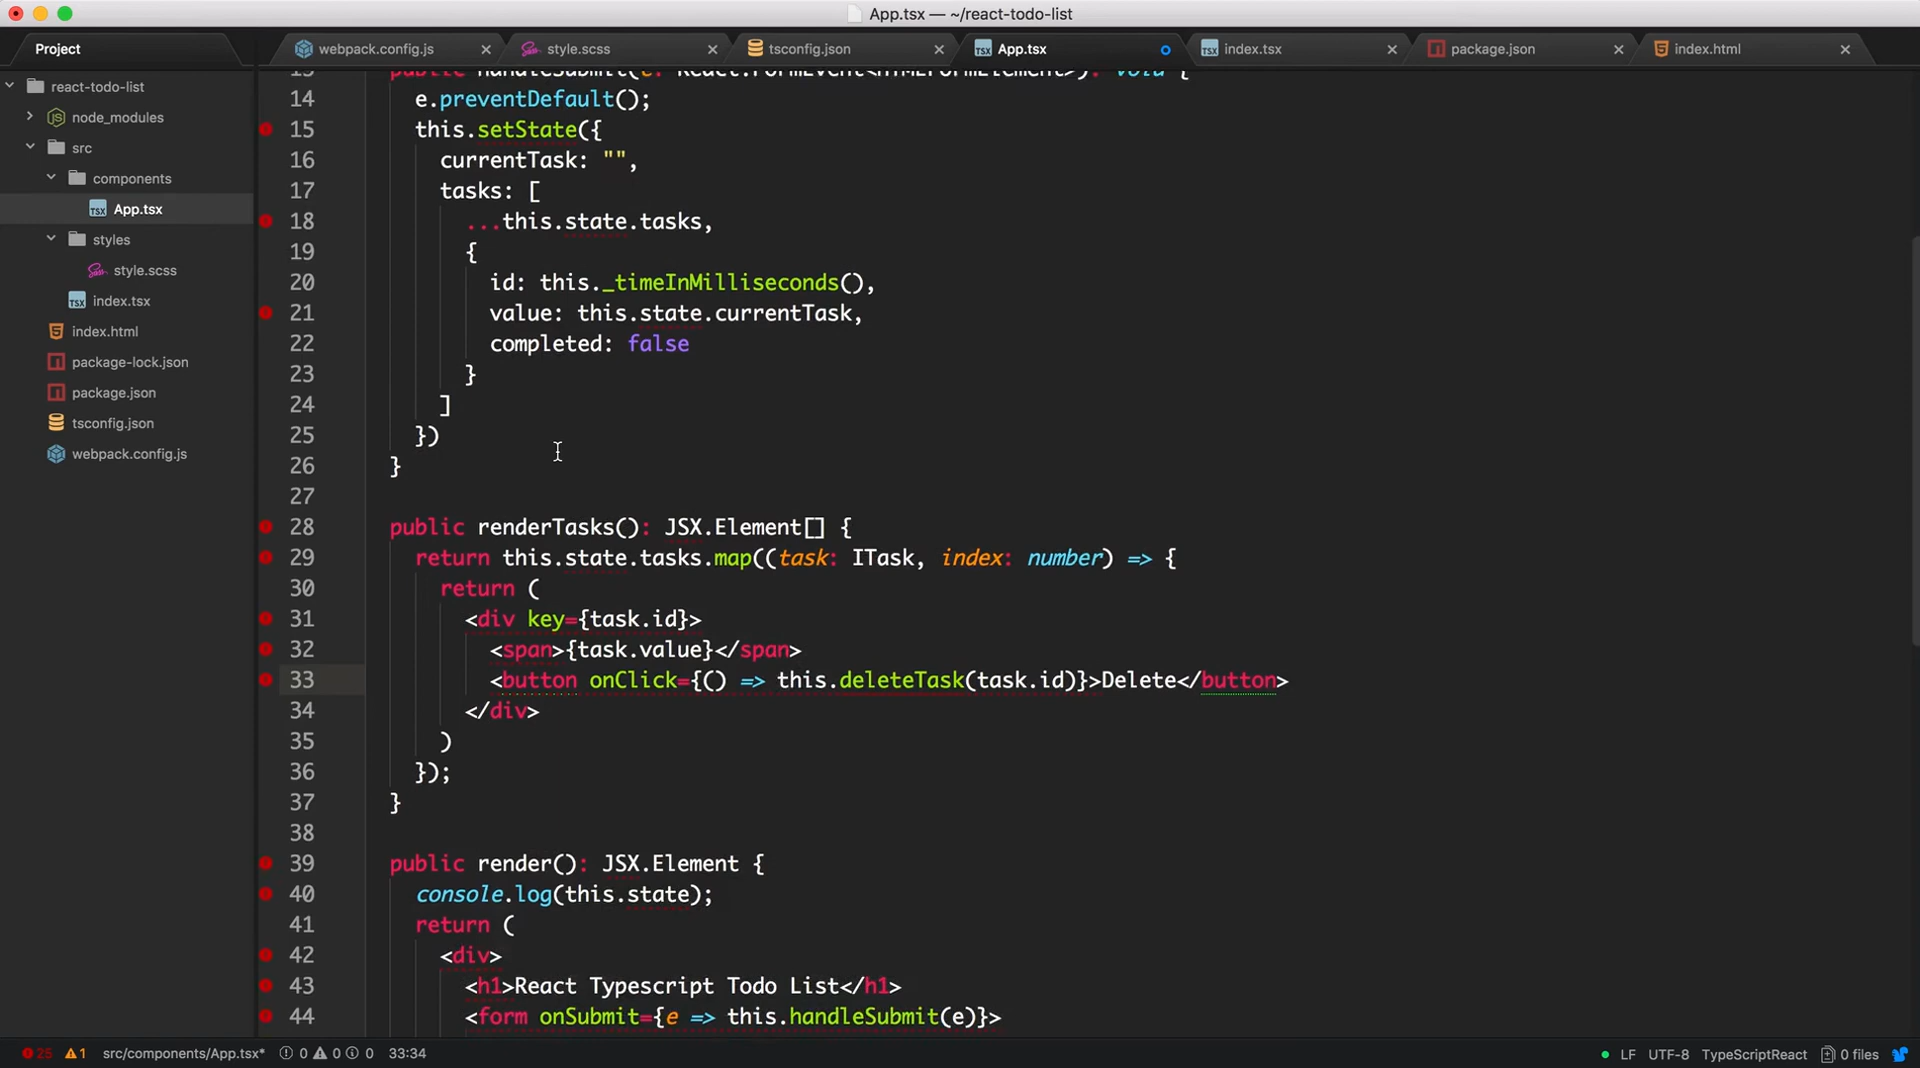 App.tsx — ~/react-todo-list
Project
webpack.config.js
style.scss
tsconfig.json
App.tsx
index.tsx
package.json
index.html
react-todo-list
node_modules
src
components
App.tsx
styles
style.scss
index.tsx
index.html
package-lock.json
package.json
tsconfig.json
webpack.config.js
13 public handleSubmit(e: React.FormEvent<HTMLFormElement>): void {
14 e.preventDefault();
15 this.setState({
16 currentTask: "",
17 tasks: [
18 ...this.state.tasks,
19 {
20 id: this._timeInMilliseconds(),
21 value: this.state.currentTask,
22 completed: false
23 }
24 ]
25 })
26 }
27
28 public renderTasks(): JSX.Element[] {
29 return this.state.tasks.map((task: ITask, index: number) => {
30 return (
31 <div key={task.id}>
32 <span>{task.value}</span>
33 <button onClick={() => this.deleteTask(task.id)}>Delete</button>
34 </div>
35 )
36 });
37 }
38
39 public render(): JSX.Element {
40 console.log(this.state);
41 return (
42 <div>
43 <h1>React Typescript Todo List</h1>
44 <form onSubmit={e => this.handleSubmit(e)}>
25 1 src/components/App.tsx* 0 0 0 33:34 LF UTF-8 TypeScriptReact 0 files